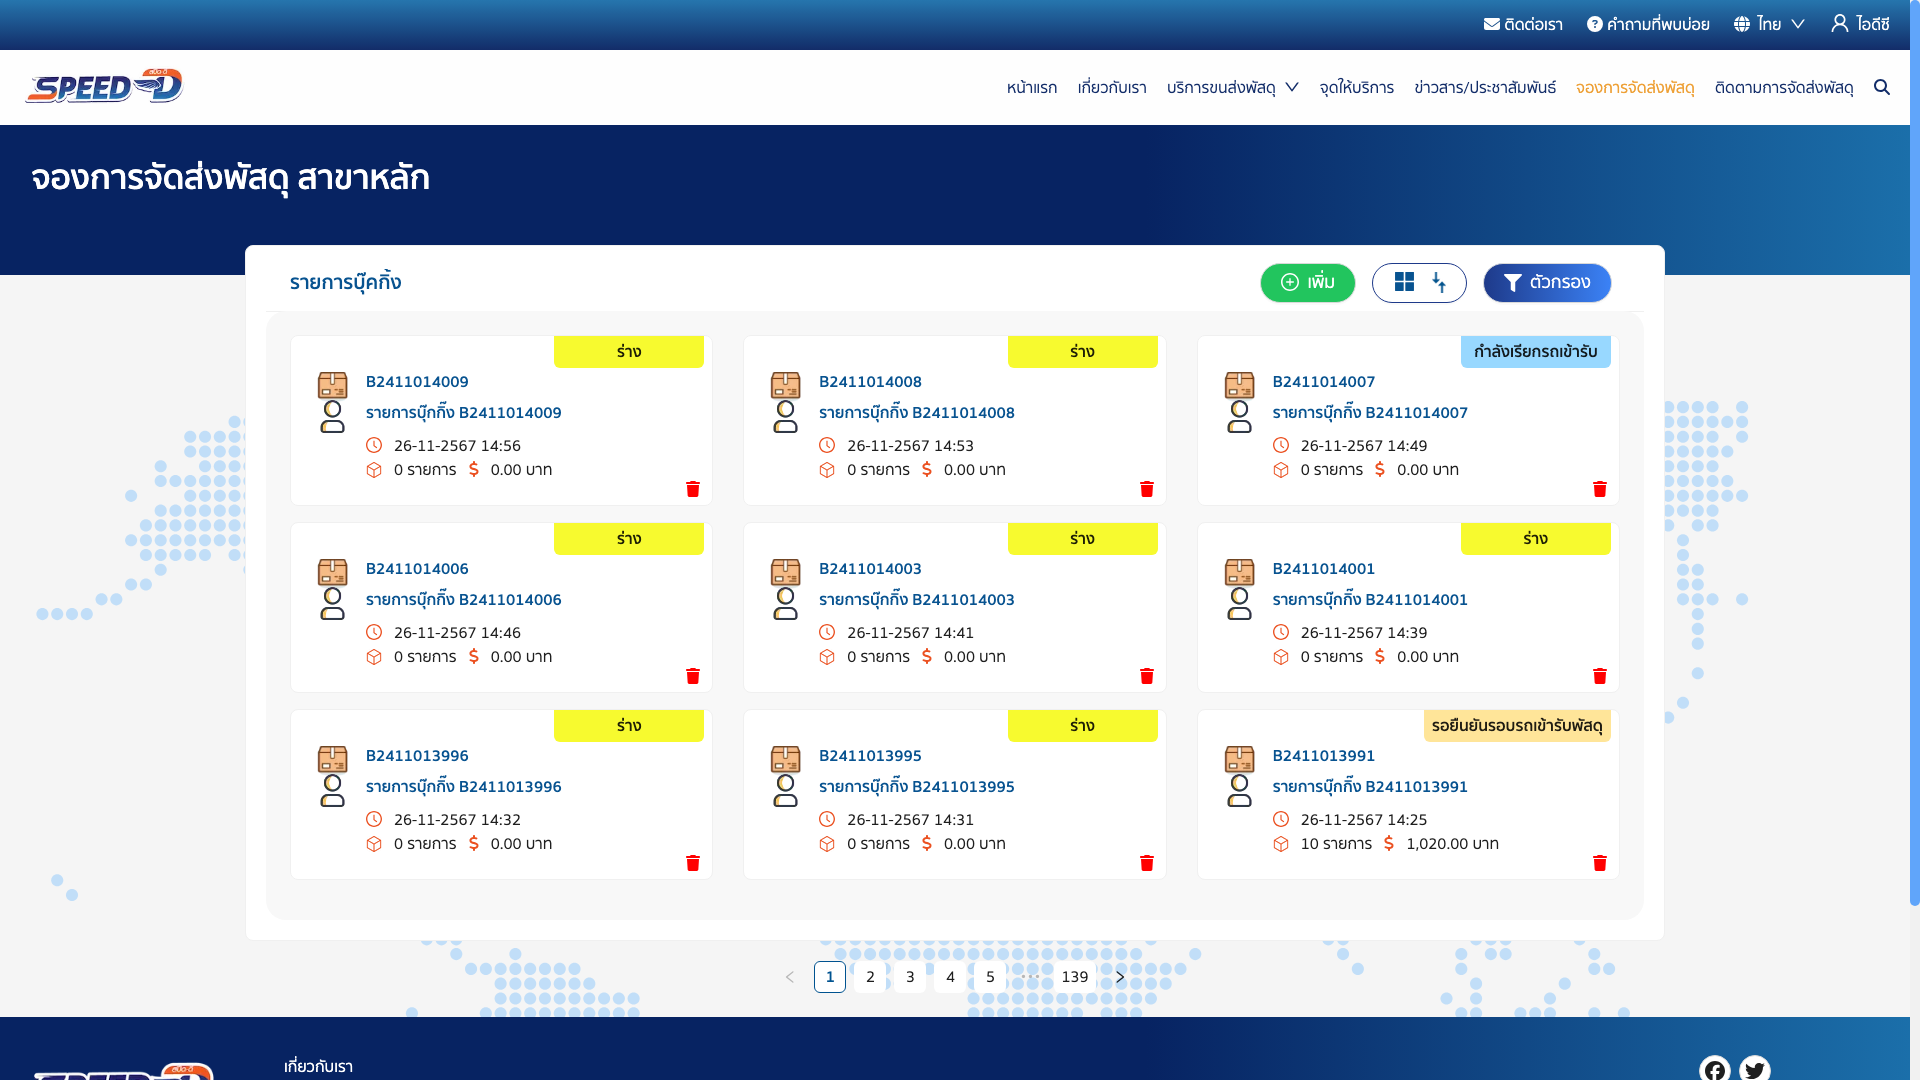 ติดต่อเรา คำถามที่พบบ่อย ไทย ไอดีซี
สปีด-ดี
SPEED-D
หน้าแรก เกี่ยวกับเรา บริการขนส่งพัสดุ จุดให้บริการ ข่าวสาร/ประชาสัมพันธ์ จองการจัดส่งพัสดุ ติดตามการจัดส่งพัสดุ
จองการจัดส่งพัสดุ สาขาหลัก
รายการบุ๊คกิ้ง
เพิ่ม
ตัวกรอง
ร่าง
B2411014009
รายการบุ๊กกิ๊ง B2411014009
26-11-2567 14:56
0 รายการ $ 0.00 บาท
ร่าง
B2411014008
รายการบุ๊กกิ๊ง B2411014008
26-11-2567 14:53
0 รายการ $ 0.00 บาท
กำลังเรียกรถเข้ารับ
B2411014007
รายการบุ๊กกิ๊ง B2411014007
26-11-2567 14:49
0 รายการ $ 0.00 บาท
ร่าง
B2411014006
รายการบุ๊กกิ๊ง B2411014006
26-11-2567 14:46
0 รายการ $ 0.00 บาท
ร่าง
B2411014003
รายการบุ๊กกิ๊ง B2411014003
26-11-2567 14:41
0 รายการ $ 0.00 บาท
ร่าง
B2411014001
รายการบุ๊กกิ๊ง B2411014001
26-11-2567 14:39
0 รายการ $ 0.00 บาท
ร่าง
B2411013996
รายการบุ๊กกิ๊ง B2411013996
26-11-2567 14:32
0 รายการ $ 0.00 บาท
ร่าง
B2411013995
รายการบุ๊กกิ๊ง B2411013995
26-11-2567 14:31
0 รายการ $ 0.00 บาท
รอยืนยันรอบรถเข้ารับพัสดุ
B2411013991
รายการบุ๊กกิ๊ง B2411013991
26-11-2567 14:25
10 รายการ $ 1,020.00 บาท
1 2 3 4 5 ••• 139
สปีด-ดี
SPEED-D
เกี่ยวกับเรา